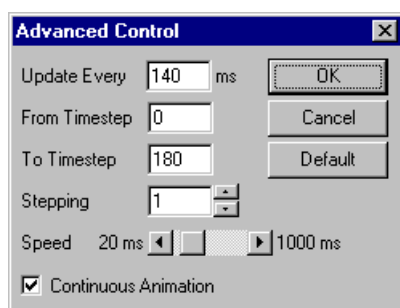 Advanced Control
Update Every 140 ms OK
From Timestep 0 Cancel
To Timestep 180 Default
Stepping 1
Speed 20 ms 1000 ms
Continuous Animation